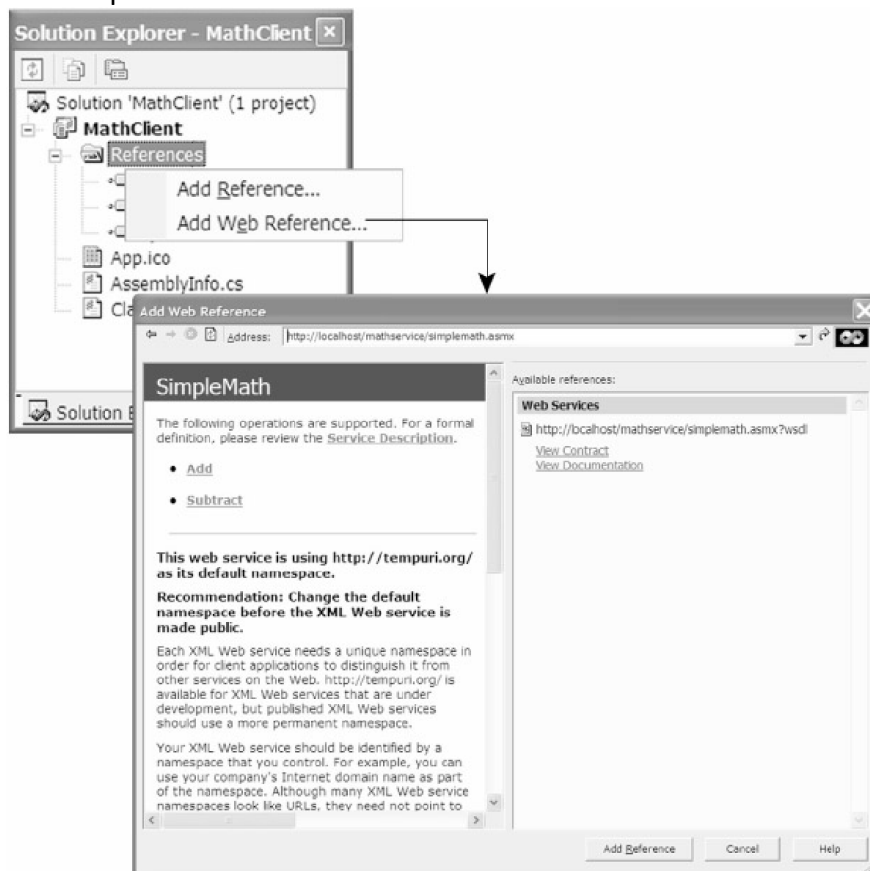 Solution Explorer - MathClient
Solution 'MathClient' (1 project)
MathClient
References
Add Reference...
Add Web Reference...
App.ico
AssemblyInfo.cs
Cla
Solution E
Add Web Reference
Address: http://localhost/mathservice/simplemath.asmx
SimpleMath
The following operations are supported. For a formal
definition, please review the Service Description.
• Add
• Subtract
This web service is using http://tempuri.org/
as its default namespace.
Recommendation: Change the default
namespace before the XML Web service is
made public.
Each XML Web service needs a unique namespace in
order for client applications to distinguish it from
other services on the Web. http://tempuri.org/ is
available for XML Web services that are under
development, but published XML Web services
should use a more permanent namespace.
Your XML Web service should be identified by a
namespace that you control. For example, you can
use your company's Internet domain name as part
of the namespace. Although many XML Web service
namespaces look like URLs, they need not point to
Available references:
Web Services
http://localhost/mathservice/simplemath.asmx?wsdl
View Contract
View Documentation
Add Reference
Cancel
Help